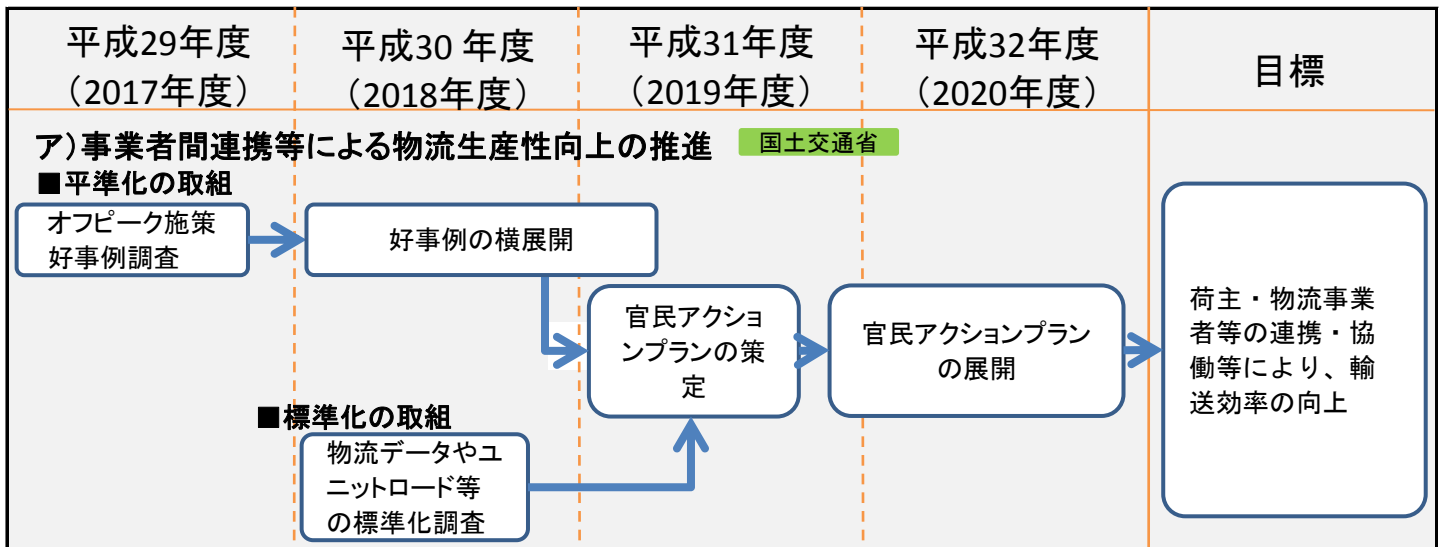 平成29年度
（2017年度）
平成30 年度
（2018年度）
平成31年度
（2019年度）
平成32年度
（2020年度）
目標
ア）事業者間連携等による物流生産性向上の推進
国土交通省
■平準化の取組
オフピーク施策
好事例調査
好事例の横展開
官民アクショ
ンプランの策
定
官民アクションプラン
の展開
荷主・物流事業
者等の連携・協
働等により、輸
送効率の向上
■標準化の取組
物流データやユ
ニットロード等
の標準化調査